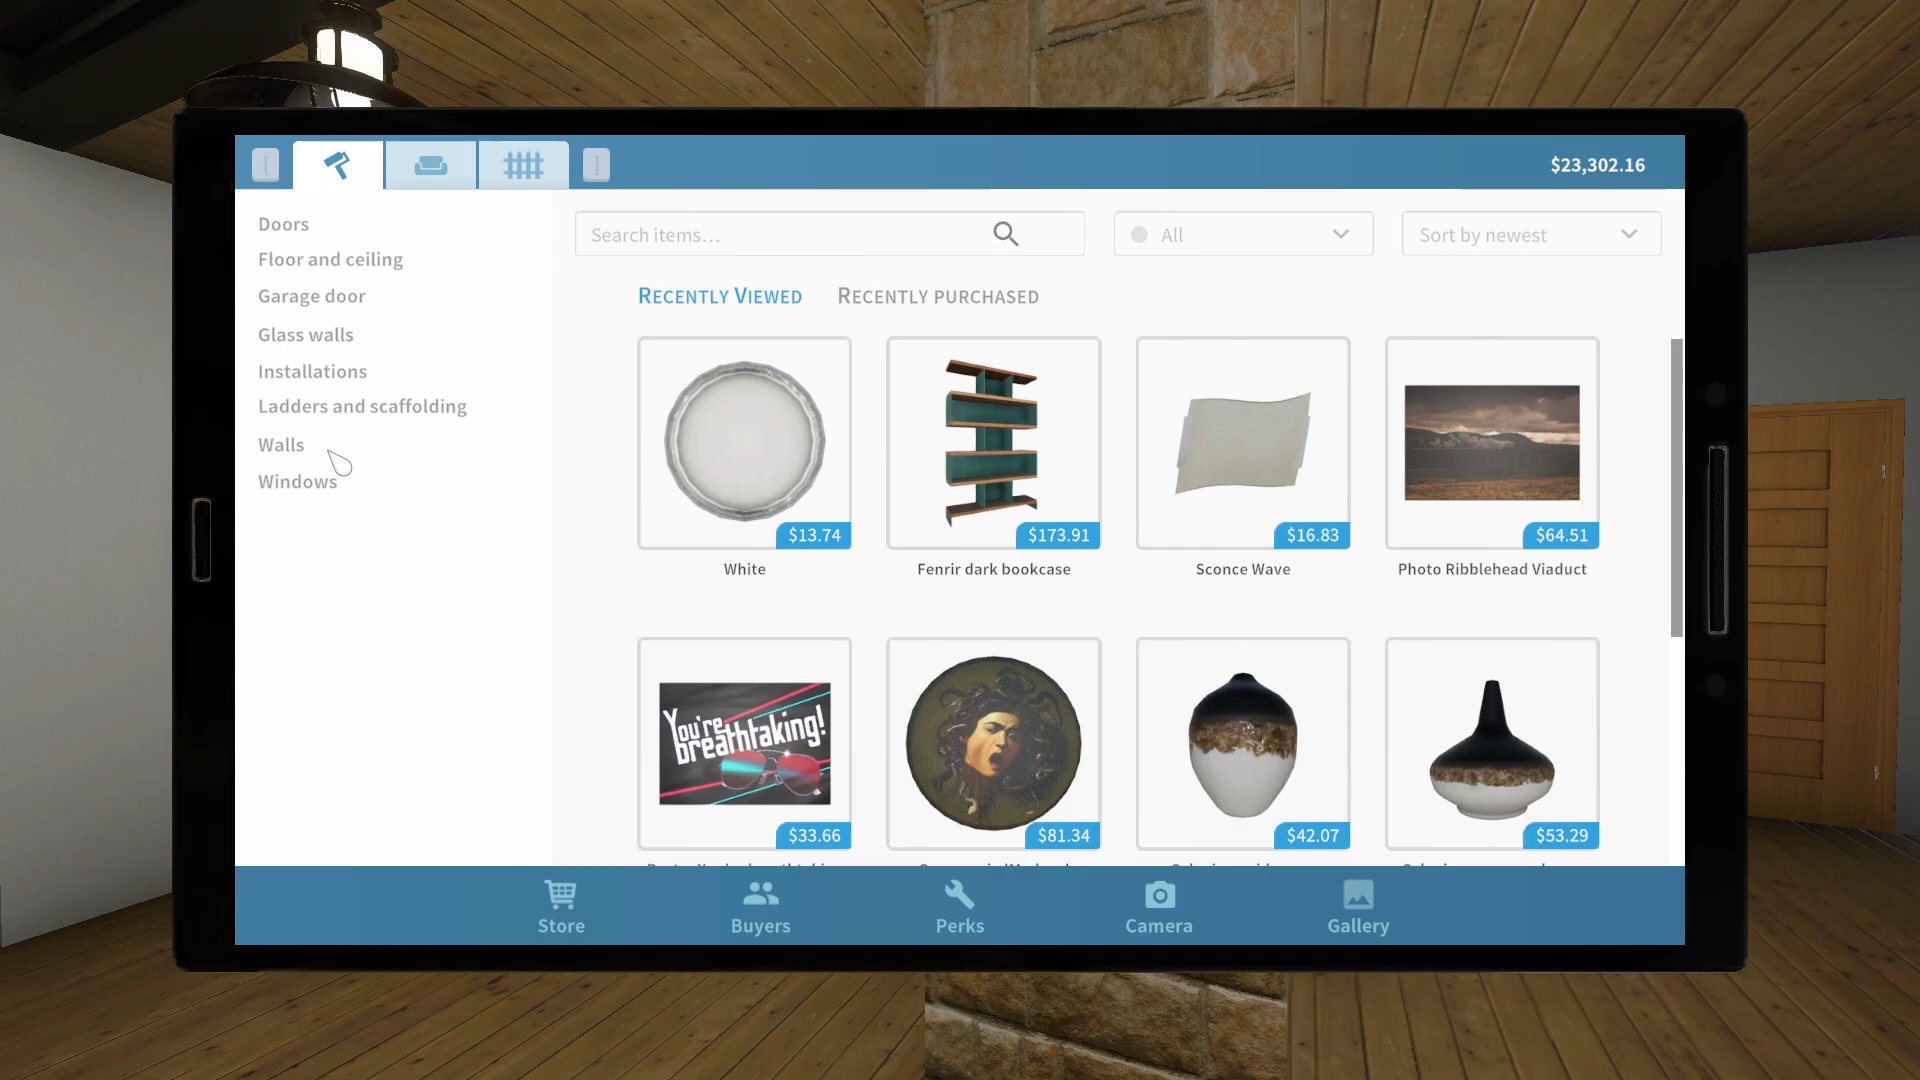 [
]
$23,302.16
Doors
Floor and ceiling
Garage door
Glass walls
Installations
Ladders and scaffolding
Walls
Windows
Search items...
All
Sort by newest
RECENTLY VIEWED
RECENTLY PURCHASED
$13.74
$173.91
$16.83
$64.51
White
Fenrir dark bookcase
Sconce Wave
Photo Ribblehead Viaduct
You're
breathtaking!
$33.66
$81.34
$42.07
$53.29
Store
Buyers
Perks
Camera
Gallery